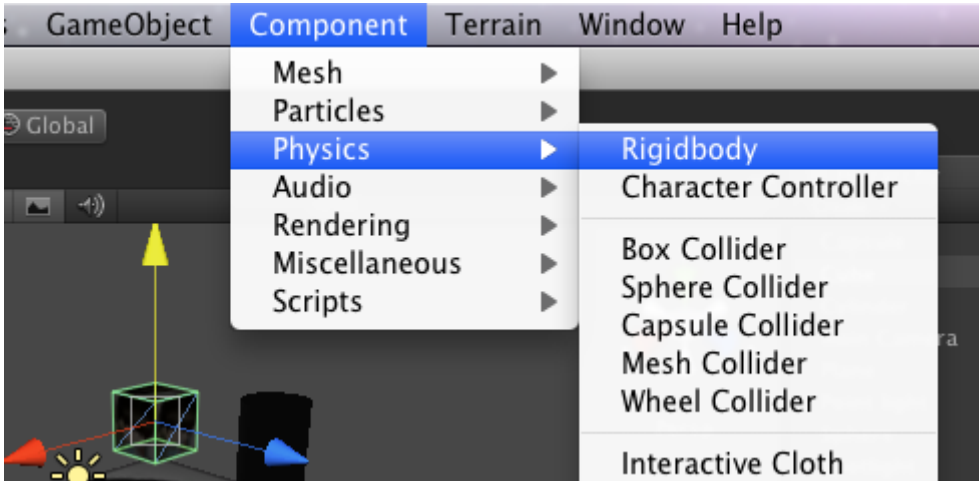 GameObject Component Terrain Window Help
Global
Mesh
Particles
Physics
Audio
Rendering
Miscellaneous
Scripts
Rigidbody
Character Controller
Box Collider
Sphere Collider
Capsule Collider
Mesh Collider
Wheel Collider
Interactive Cloth